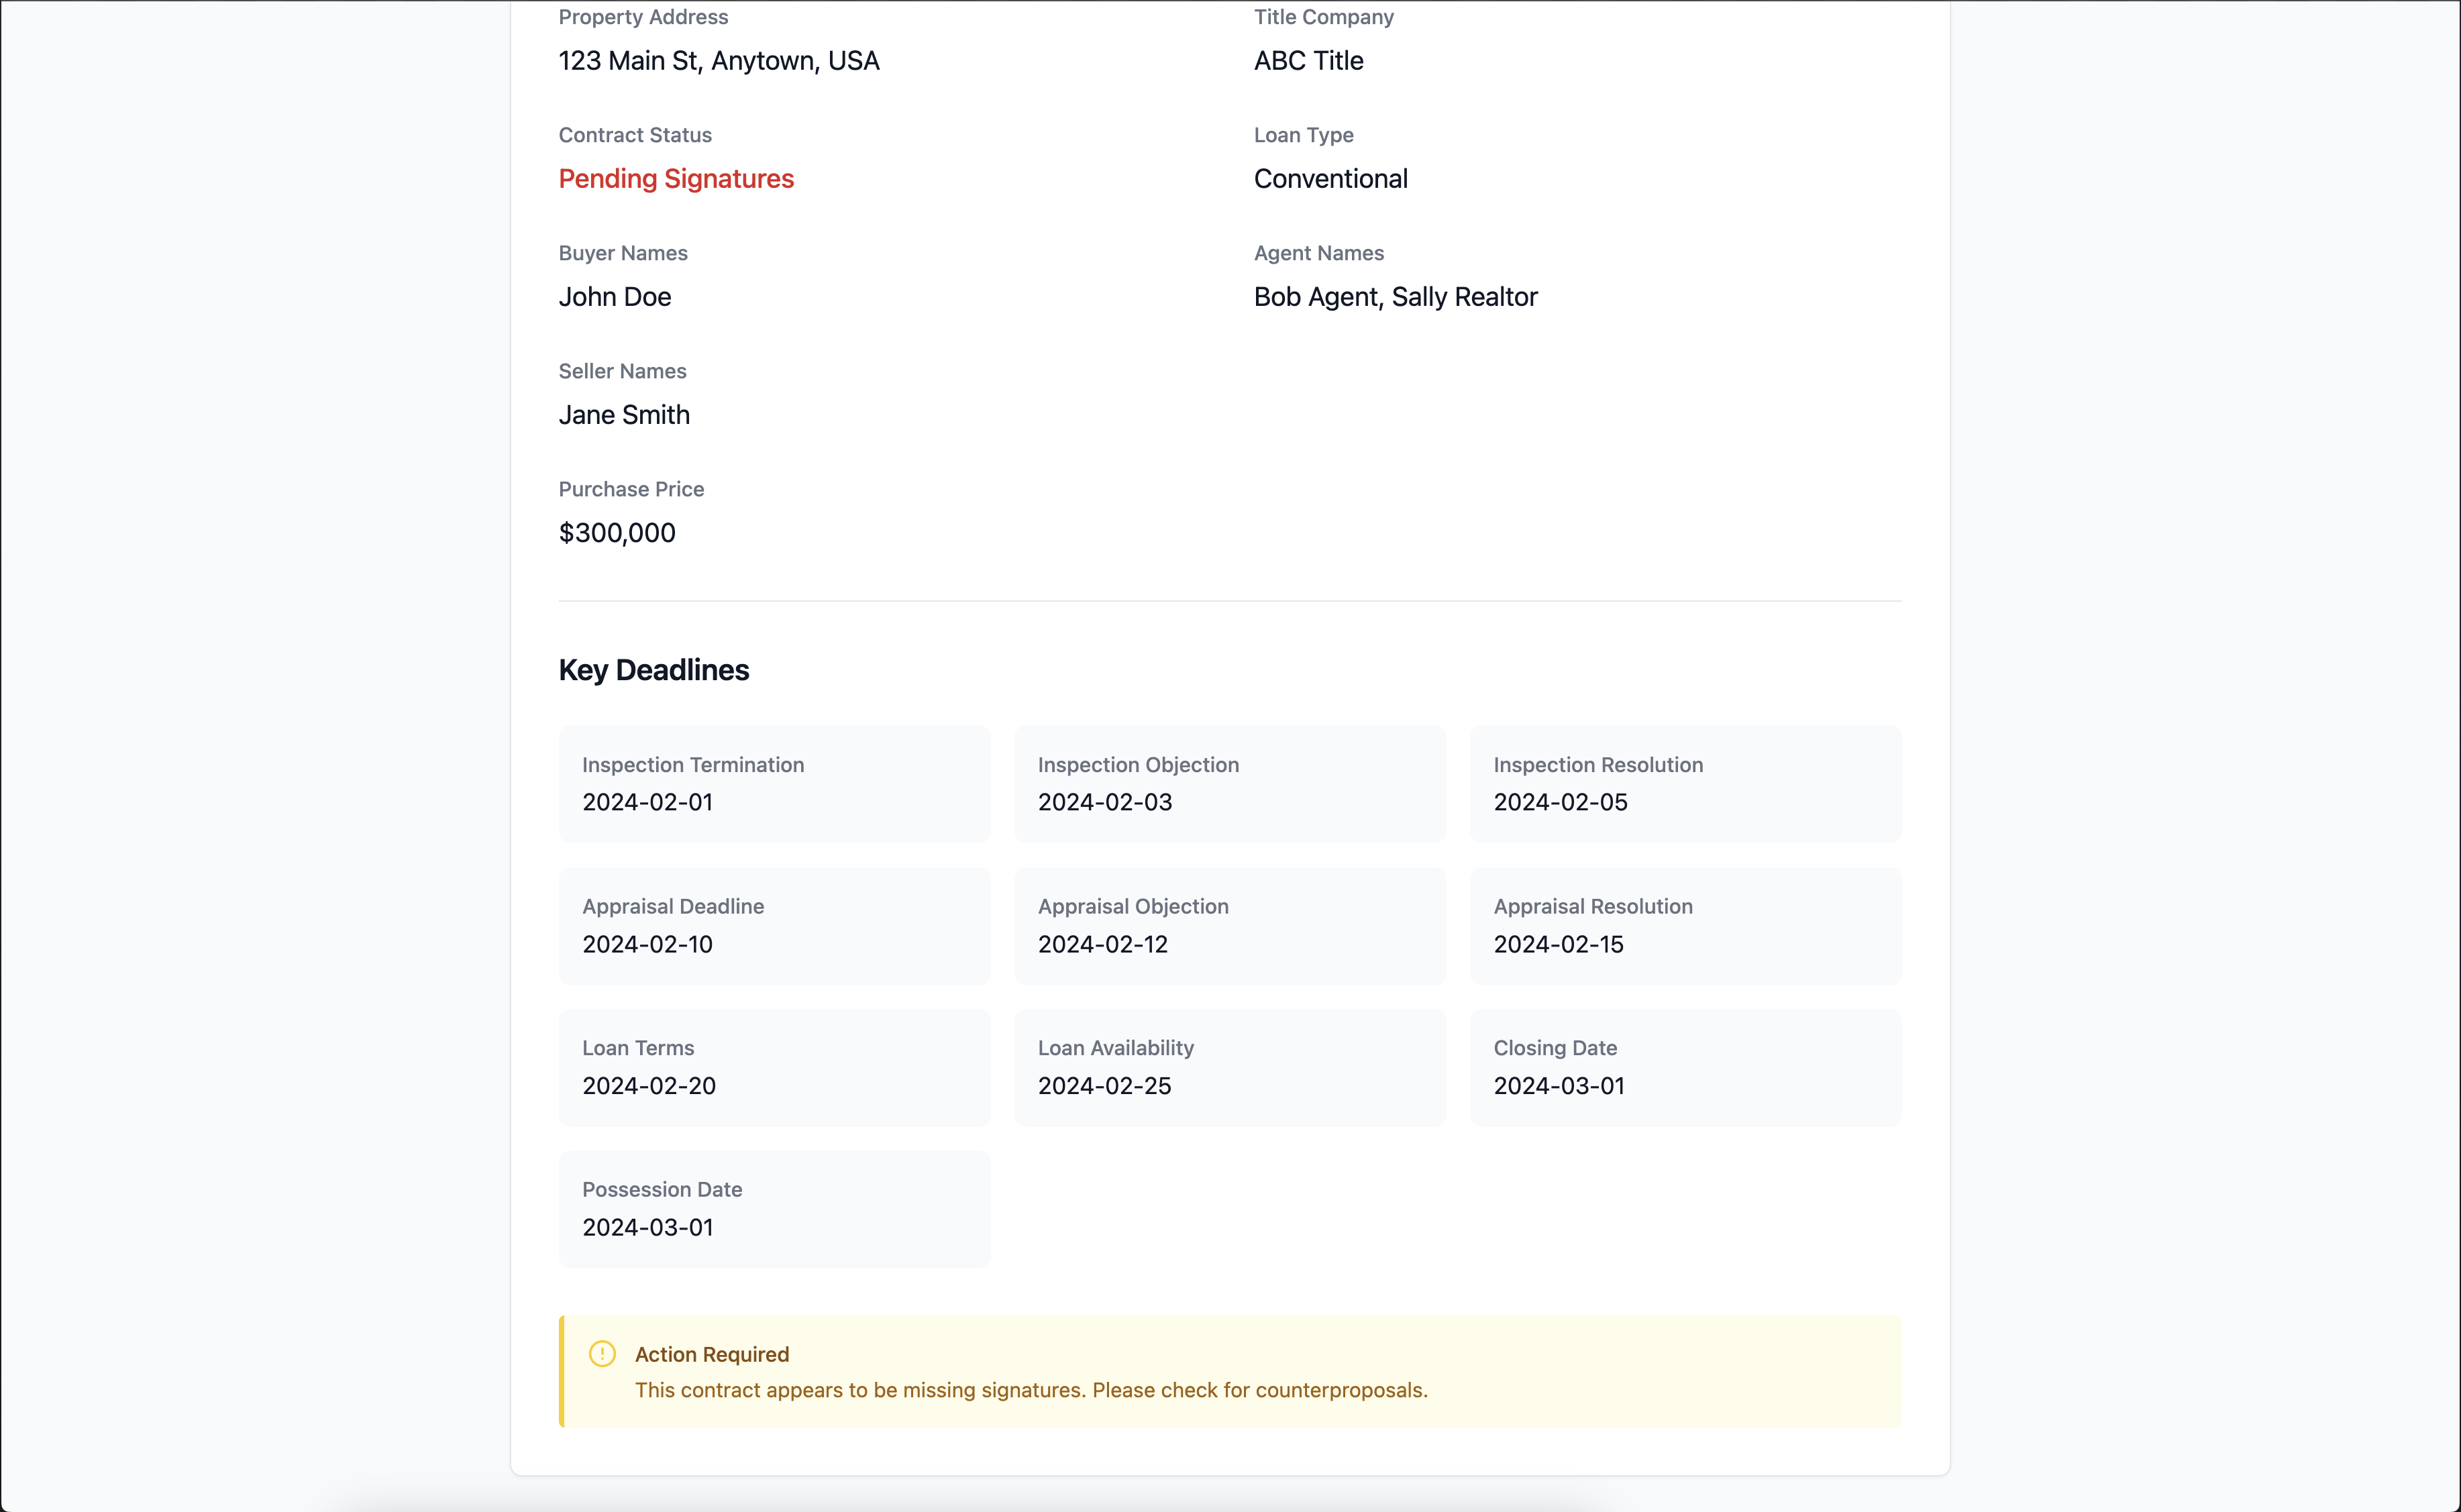 Property Address
123 Main St, Anytown, USA
Contract Status
Pending Signatures
Buyer Names
John Doe
Seller Names
Jane Smith
Purchase Price
$300,000
Title Company
ABC Title
Loan Type
Conventional
Agent Names
Bob Agent, Sally Realtor
Key Deadlines
Inspection Termination
2024-02-01
Inspection Objection
2024-02-03
Inspection Resolution
2024-02-05
Appraisal Deadline
2024-02-10
Appraisal Objection
2024-02-12
Appraisal Resolution
2024-02-15
Loan Terms
2024-02-20
Loan Availability
2024-02-25
Closing Date
2024-03-01
Possession Date
2024-03-01
Action Required
This contract appears to be missing signatures. Please check for counterproposals.